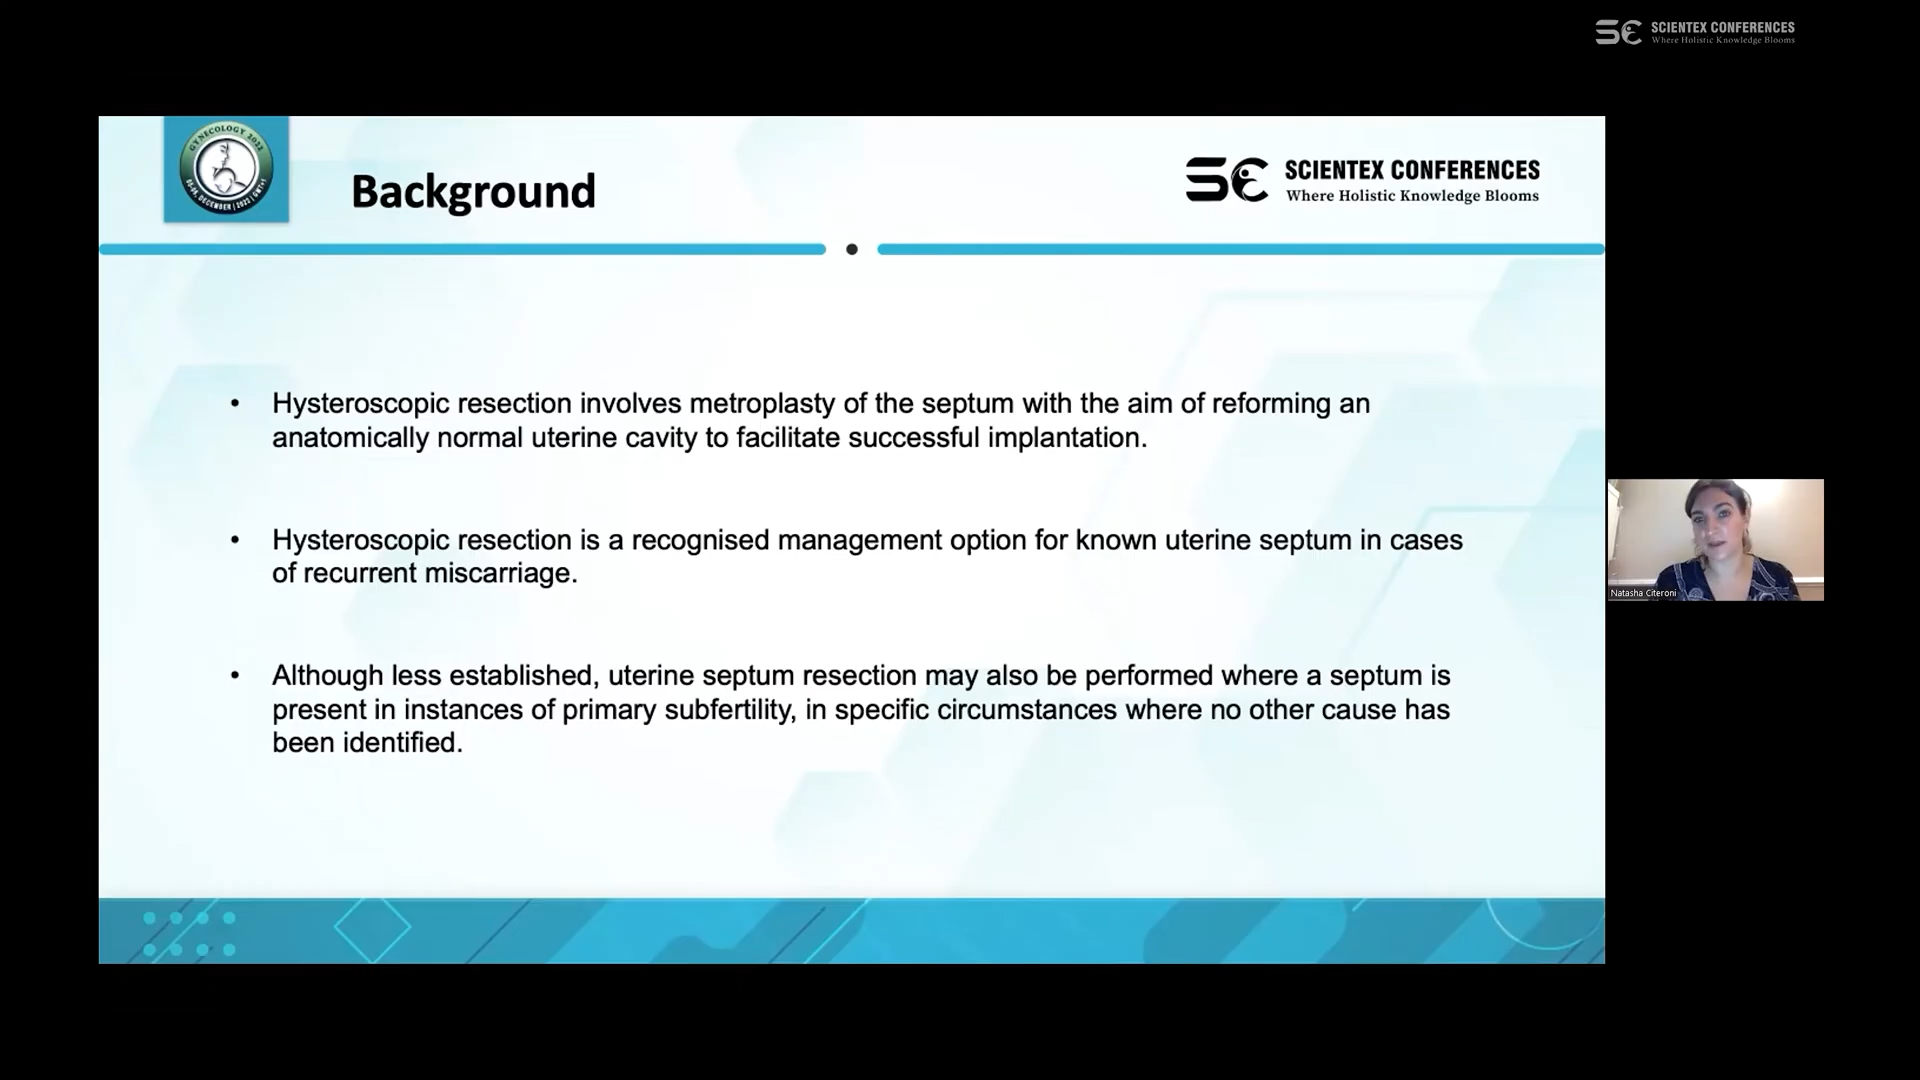 SCIENTEX CONFERENCES
Where Holistic Knowledge Blooms
GYNECOLOGY 2022
Background
SCIENTEX CONFERENCES
Where Holistic Knowledge Blooms
• Hysteroscopic resection involves metroplasty of the septum with the aim of reforming an
anatomically normal uterine cavity to facilitate successful implantation.
• Hysteroscopic resection is a recognised management option for known uterine septum in cases
of recurrent miscarriage.
• Although less established, uterine septum resection may also be performed where a septum is
present in instances of primary subfertility, in specific circumstances where no other cause has
been identified.
Natasha Citeroni